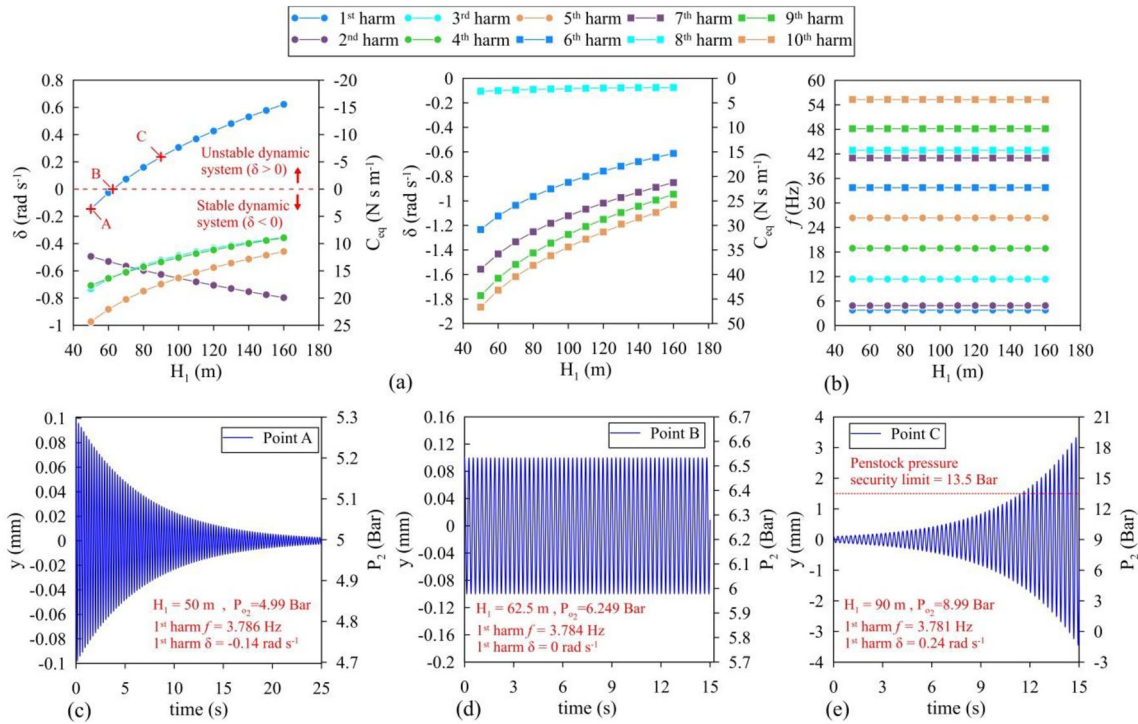 1st harm 3rd harm 5th harm 7th harm 9th harm
2nd harm 4th harm 6th harm 8th harm 10th harm
0.8 -20
0.6 -15
0.4 -10
0.2 -5
0 0
-0.2 5
-0.4 10
-0.6 15
-0.8 20
-1 25
δ (rad s-1)
Ceq (N s m-1)
A
B
C
Unstable dynamic
system (δ > 0)
Stable dynamic
system (δ < 0)
40 60 80 100 120 140 160 180
H1 (m)
0 0
-0.2 5
-0.4 10
-0.6 15
-0.8 20
-1 25
-1.2 30
-1.4 35
-1.6 40
-1.8 45
-2 50
δ (rad s-1)
Ceq (N s m-1)
40 60 80 100 120 140 160 180
H1 (m)
(a)
60
54
48
42
36
30
24
18
12
6
0
f (Hz)
40 60 80 100 120 140 160 180
H1 (m)
(b)
0.1 5.3
0.08
0.06 5.2
0.04
0.02 5.1
0 5
-0.02
-0.04 4.9
-0.06 4.8
-0.08
-0.1 4.7
y (mm)
P2 (Bar)
Point A
H1 = 50 m , Po2=4.99 Bar
1st harm f = 3.786 Hz
1st harm δ = -0.14 rad s-1
0 5 10 15 20 25
(c) time (s)
0.16 6.7
0.12 6.6
0.08 6.5
0.04 6.4
0 6.3
-0.04 6.2
-0.08 6.1
-0.1 6
-0.16 5.9
-0.2 5.8
5.7
y (mm)
P2 (Bar)
Point B
H1 = 62.5 m , Po2=6.249 Bar
1st harm f = 3.784 Hz
1st harm δ = 0 rad s-1
0 3 6 9 12 15
(d) time (s)
4 21
3 18
2 15
1 12
0 9
-1 6
-2 3
-3 0
-4 -3
y (mm)
P2 (Bar)
Point C
Penstock pressure
security limit = 13.5 Bar
H1 = 90 m , Po2=8.99 Bar
1st harm f = 3.781 Hz
1st harm δ = 0.24 rad s-1
0 3 6 9 12 15
(e) time (s)